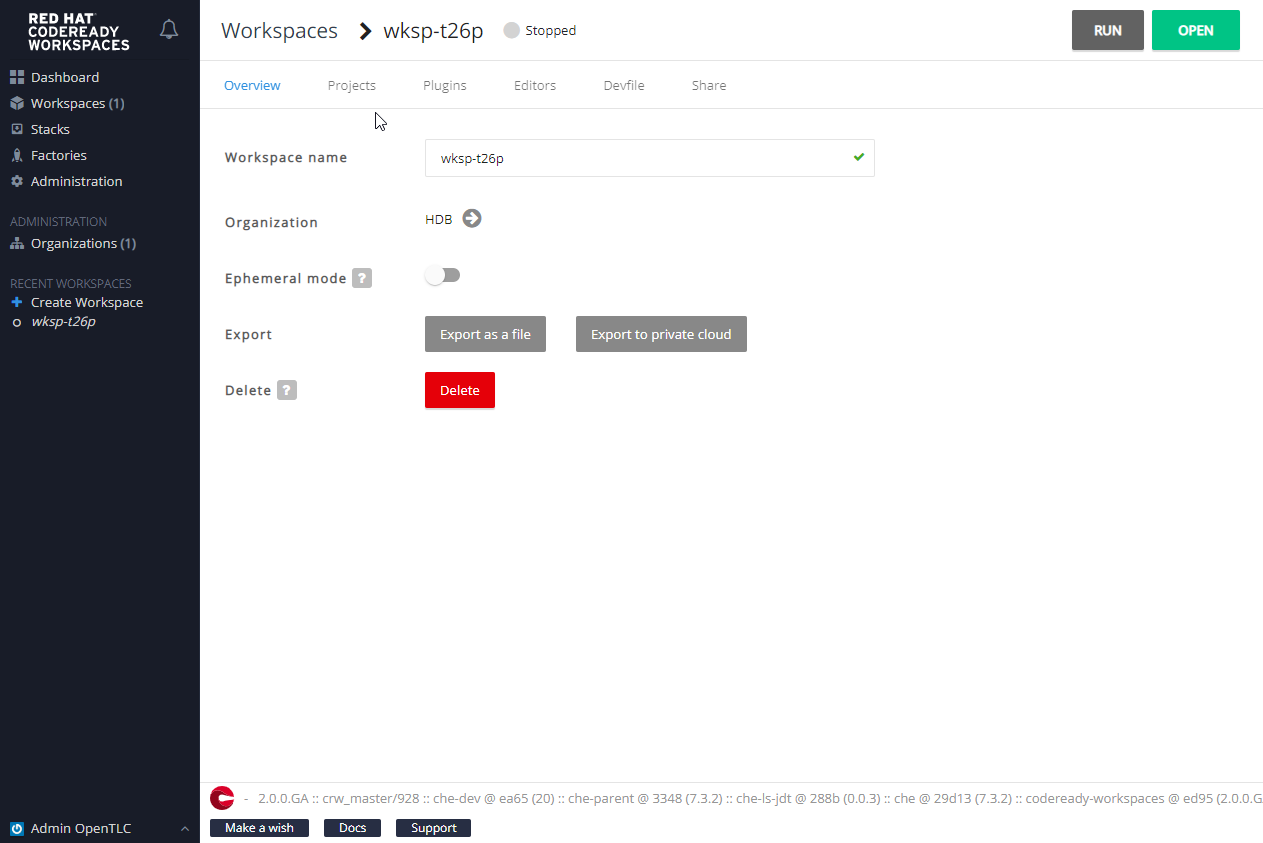 RED HAT
CODEREADY
WORKSPACES
Dashboard
Workspaces (1)
Stacks
Factories
Administration
ADMINISTRATION
Organizations (1)
RECENT WORKSPACES
Create Workspace
wksp-t26p
Admin OpenTLC
Workspaces wksp-t26p Stopped
RUN OPEN
Overview Projects Plugins Editors Devfile Share
Workspace name wksp-t26p
Organization HDB
Ephemeral mode ?
Export Export as a file Export to private cloud
Delete ? Delete
- 2.0.0.GA :: crw_master/928 :: che-dev @ ea65 (20) :: che-parent @ 3348 (7.3.2) :: che-ls-jdt @ 288b (0.0.3) :: che @ 29d13 (7.3.2) :: codeready-workspaces @ ed95 (2.0.0.G
Make a wish Docs Support